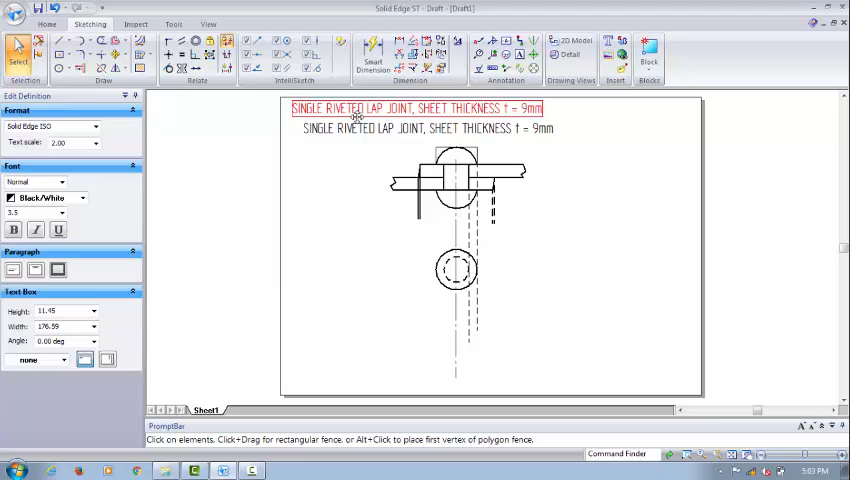 Solid Edge ST - Draft - [Draft1]
Home
Sketching
Inspect
Tools
View
Select
Smart
Dimension
2D Model
Detail
Text
Block
Selection
Draw
Relate
IntelliSketch
Dimension
Annotation
Drawing Views
Insert
Blocks
Edit Definition
Format
Solid Edge ISO
Text scale: 2.00
Font
Normal
Black/White
3.5
B I U
Paragraph
Text Box
Height: 11.45
Width: 176.59
Angle: 0.00 deg
none
SINGLE RIVETED LAP JOINT, SHEET THICKNESS t = 9mm
SINGLE RIVETED LAP JOINT, SHEET THICKNESS t = 9mm
Sheet1
PromptBar
Click on elements. Click+Drag for rectangular fence, or Alt+Click to place first vertex of polygon fence.
Command Finder
5:03 PM